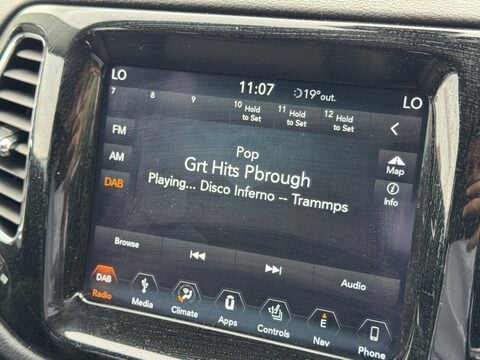 LO 11:07 19° out. LO
7 8 9 10 Hold to Set 11 Hold to Set 12 Hold to Set
FM
AM
DAB
Map
i Info
Pop
Grt Hits Pbrough
Playing... Disco Inferno -- Trammps
Browse Audio
DAB
Radio Media Climate Apps Controls E Nav Phone